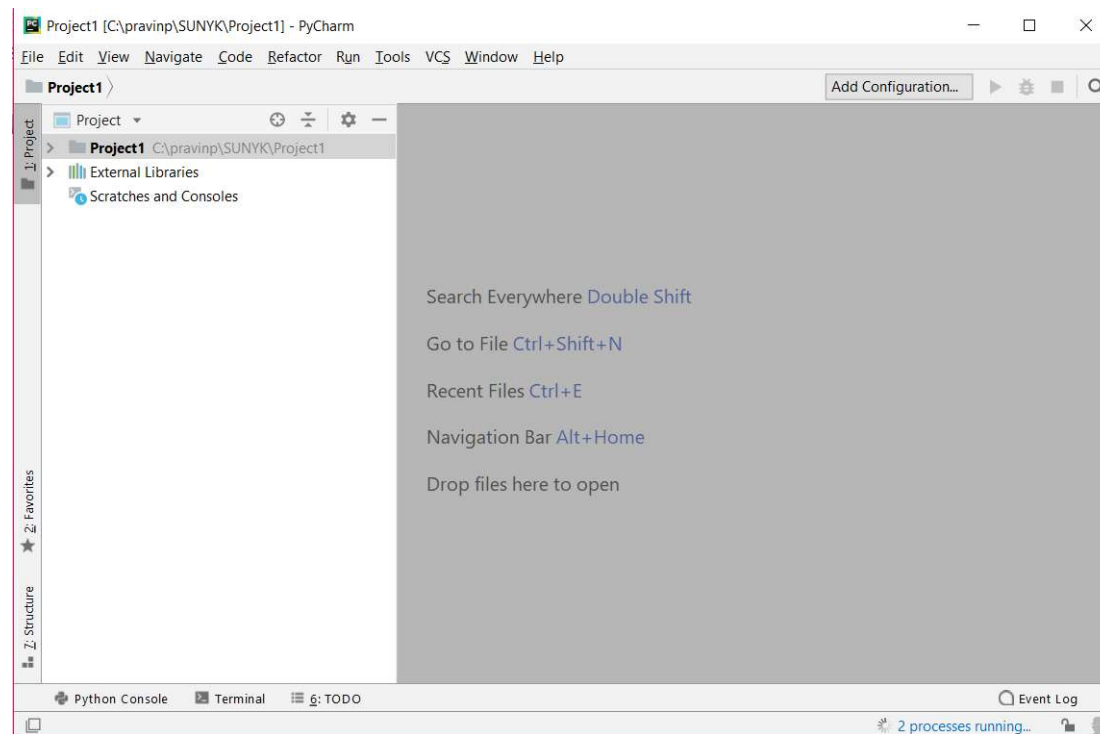 Project1 [C:\pravinp\SUNYK\Project1] - PyCharm
File Edit View Navigate Code Refactor Run Tools VCS Window Help
Project1
Add Configuration...
1: Project
Project
Project1 C:\pravinp\SUNYK\Project1
External Libraries
Scratches and Consoles
Search Everywhere Double Shift
Go to File Ctrl+Shift+N
Recent Files Ctrl+E
Navigation Bar Alt+Home
Drop files here to open
2: Favorites
7: Structure
Python Console Terminal 6: TODO Event Log
2 processes running...